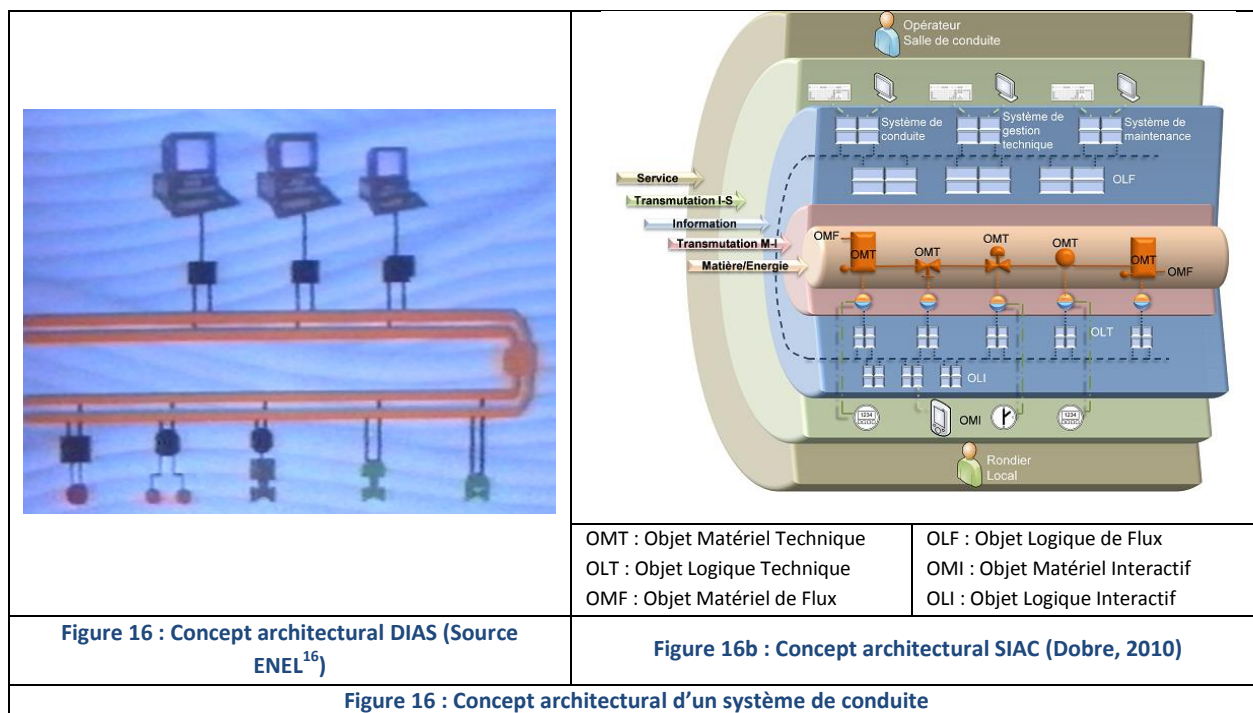 Opérateur
Salle de conduite
Système de
conduite
Système de
gestion
technique
Système de
maintenance
OLF
Service
Transmutation I-S
Information
Transmutation M-I
Matière/Energie
OMF
OMT
OMT
OMT
OMT
OMT
OMF
OLT
OLI
1234
OMI
1234
Rondier
Local
OMT : Objet Matériel Technique
OLT : Objet Logique Technique
OMF : Objet Matériel de Flux
OLF : Objet Logique de Flux
OMI : Objet Matériel Interactif
OLI : Objet Logique Interactif
Figure 16 : Concept architectural DIAS (Source
ENEL16)
Figure 16b : Concept architectural SIAC (Dobre, 2010)
Figure 16 : Concept architectural d’un système de conduite